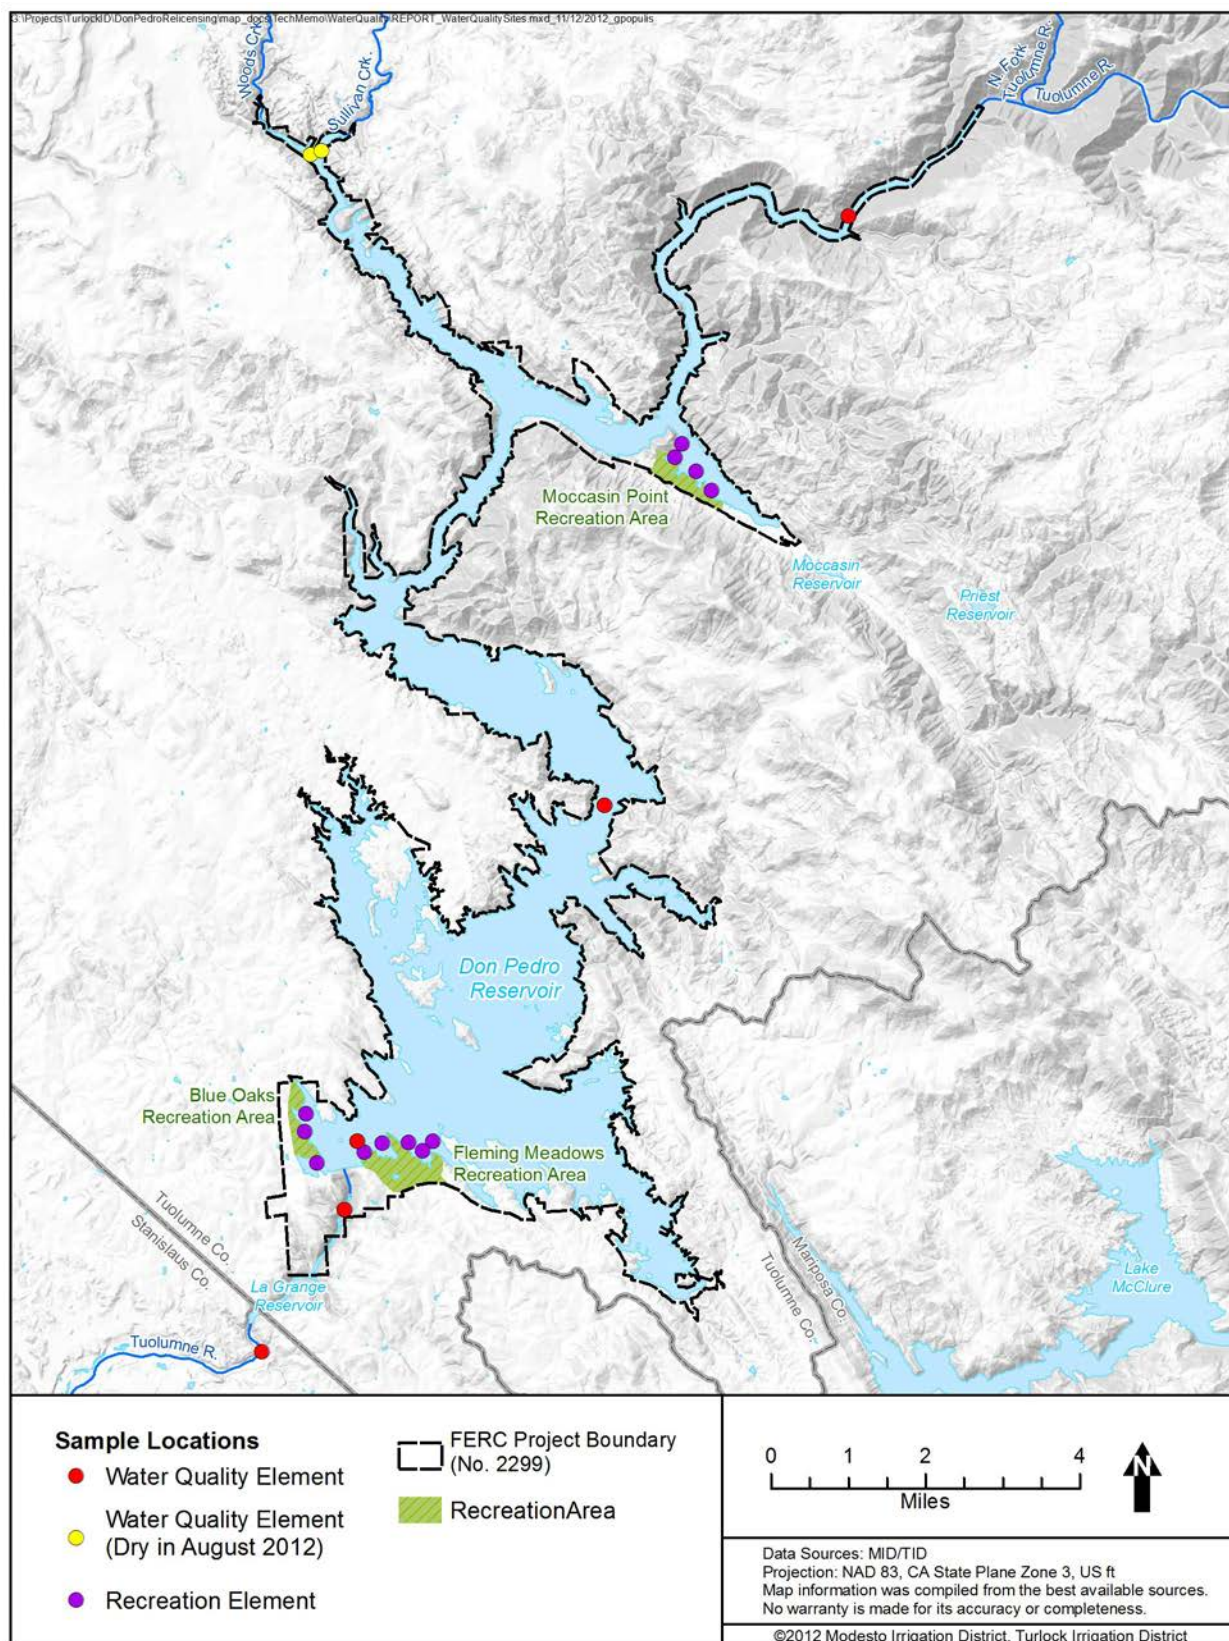 G:\Projects\TurlockID\DonPedroRelicensing\map_docs\TechMemo\WaterQuality\REPORT_WaterQualitySites.mxd_11/12/2012_gpopulis
Woods Crk.
Sullivan Crk.
N. Fork
Tuolumne R.
Tuolumne R.
Moccasin Point
Recreation Area
Moccasin
Reservoir
Priest
Reservoir
Don Pedro
Reservoir
Blue Oaks
Recreation Area
Fleming Meadows
Recreation Area
Tuolumne Co.
Stanislaus Co.
La Grange
Reservoir
Mariposa Co.
Tuolumne Co.
Lake
McClure
Tuolumne R.
Sample Locations
Water Quality Element
Water Quality Element
(Dry in August 2012)
Recreation Element
FERC Project Boundary
(No. 2299)
RecreationArea
0 1 2 4
Miles
N
Data Sources: MID/TID
Projection: NAD 83, CA State Plane Zone 3, US ft
Map information was compiled from the best available sources.
No warranty is made for its accuracy or completeness.
©2012 Modesto Irrigation District, Turlock Irrigation District